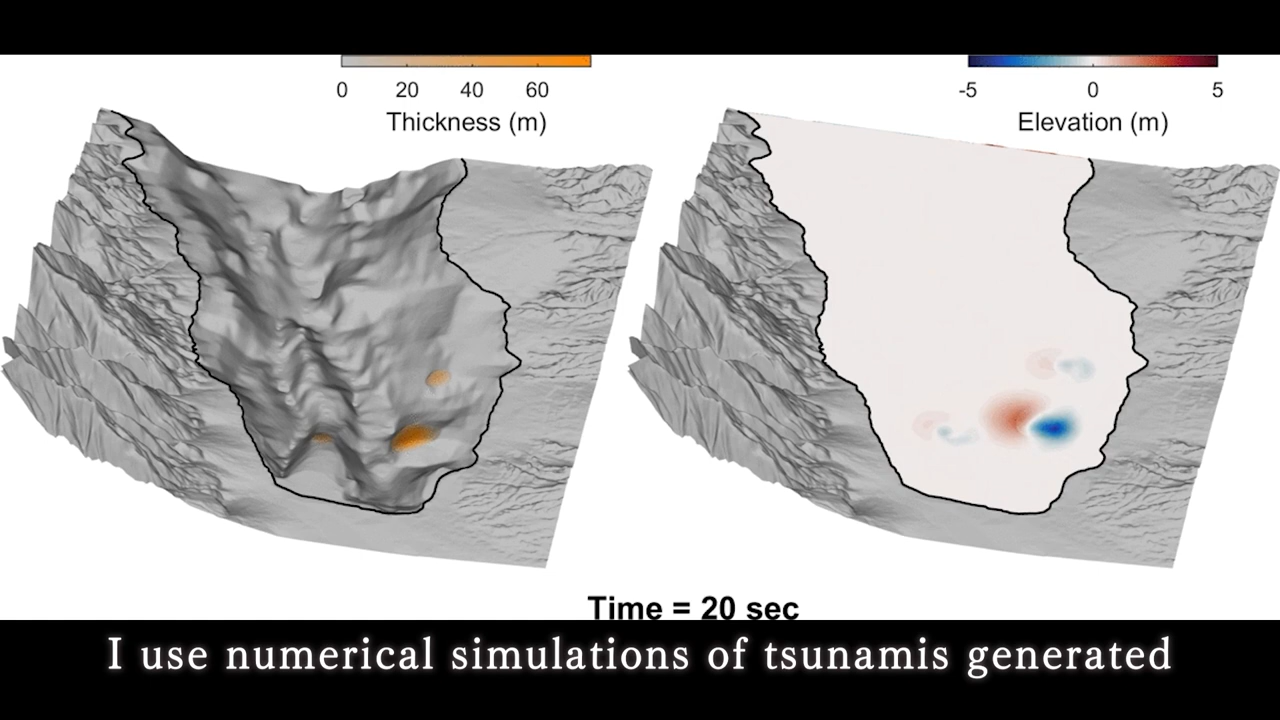 0 20 40 60
Thickness (m)
-5 0 5
Elevation (m)
Time = 20 sec
I use numerical simulations of tsunamis generated